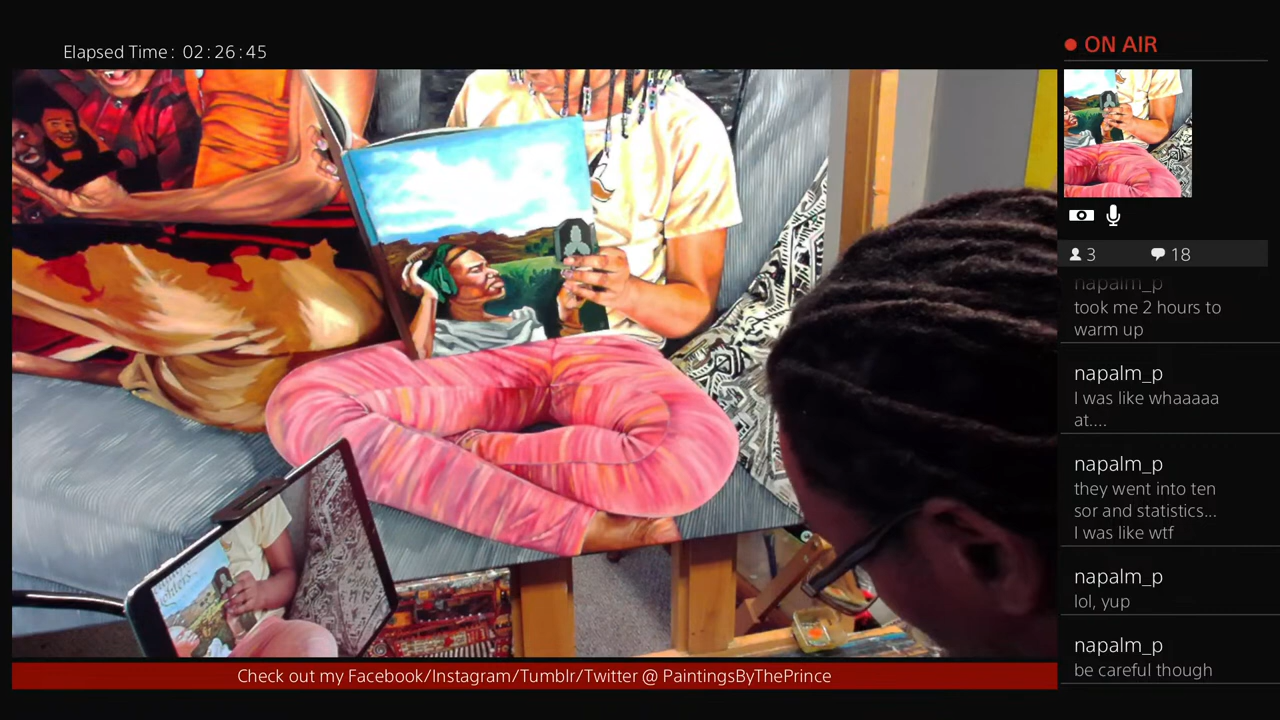 Elapsed Time: 02:26:45
ON AIR
3 18
napalm_p
took me 2 hours to
warm up
napalm_p
I was like whaaaaa
at....
napalm_p
they went into ten
sor and statistics...
I was like wtf
napalm_p
lol, yup
napalm_p
be careful though
Check out my Facebook/Instagram/Tumblr/Twitter @ PaintingsByThePrince